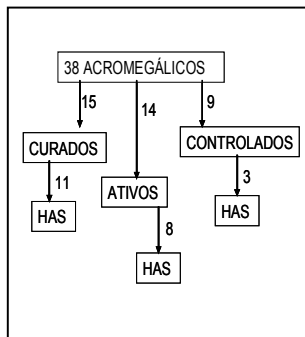 38 ACROMEGÁLICOS
15
14
9
CURADOS
CONTROLADOS
11
ATIVOS
3
HAS
8
HAS
HAS